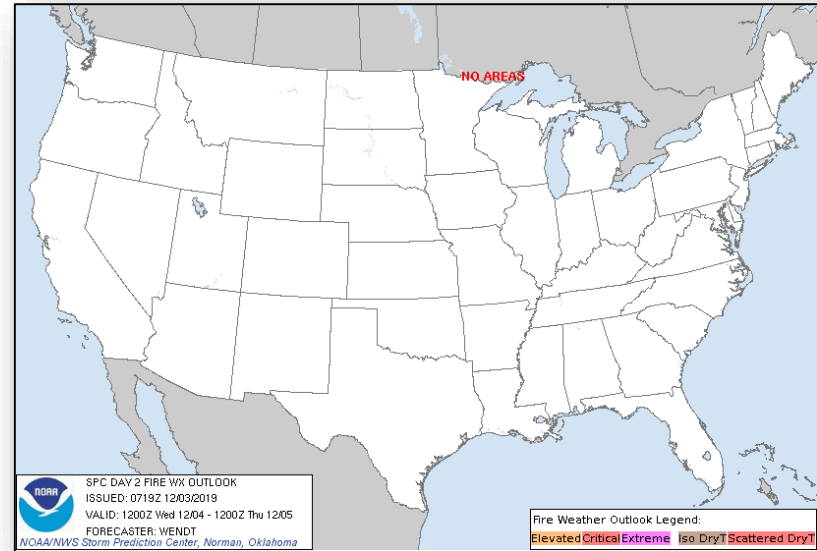 NO AREAS
NOAA
SPC DAY 2 FIRE WX OUTLOOK
ISSUED: 0719Z 12/03/2019
VALID: 1200Z Wed 12/04 - 1200Z Thu 12/05
FORECASTER: WENDT
NOAA/NWS Storm Prediction Center, Norman, Oklahoma
Fire Weather Outlook Legend:
Elevated Critical Extreme Iso DryT Scattered DryT